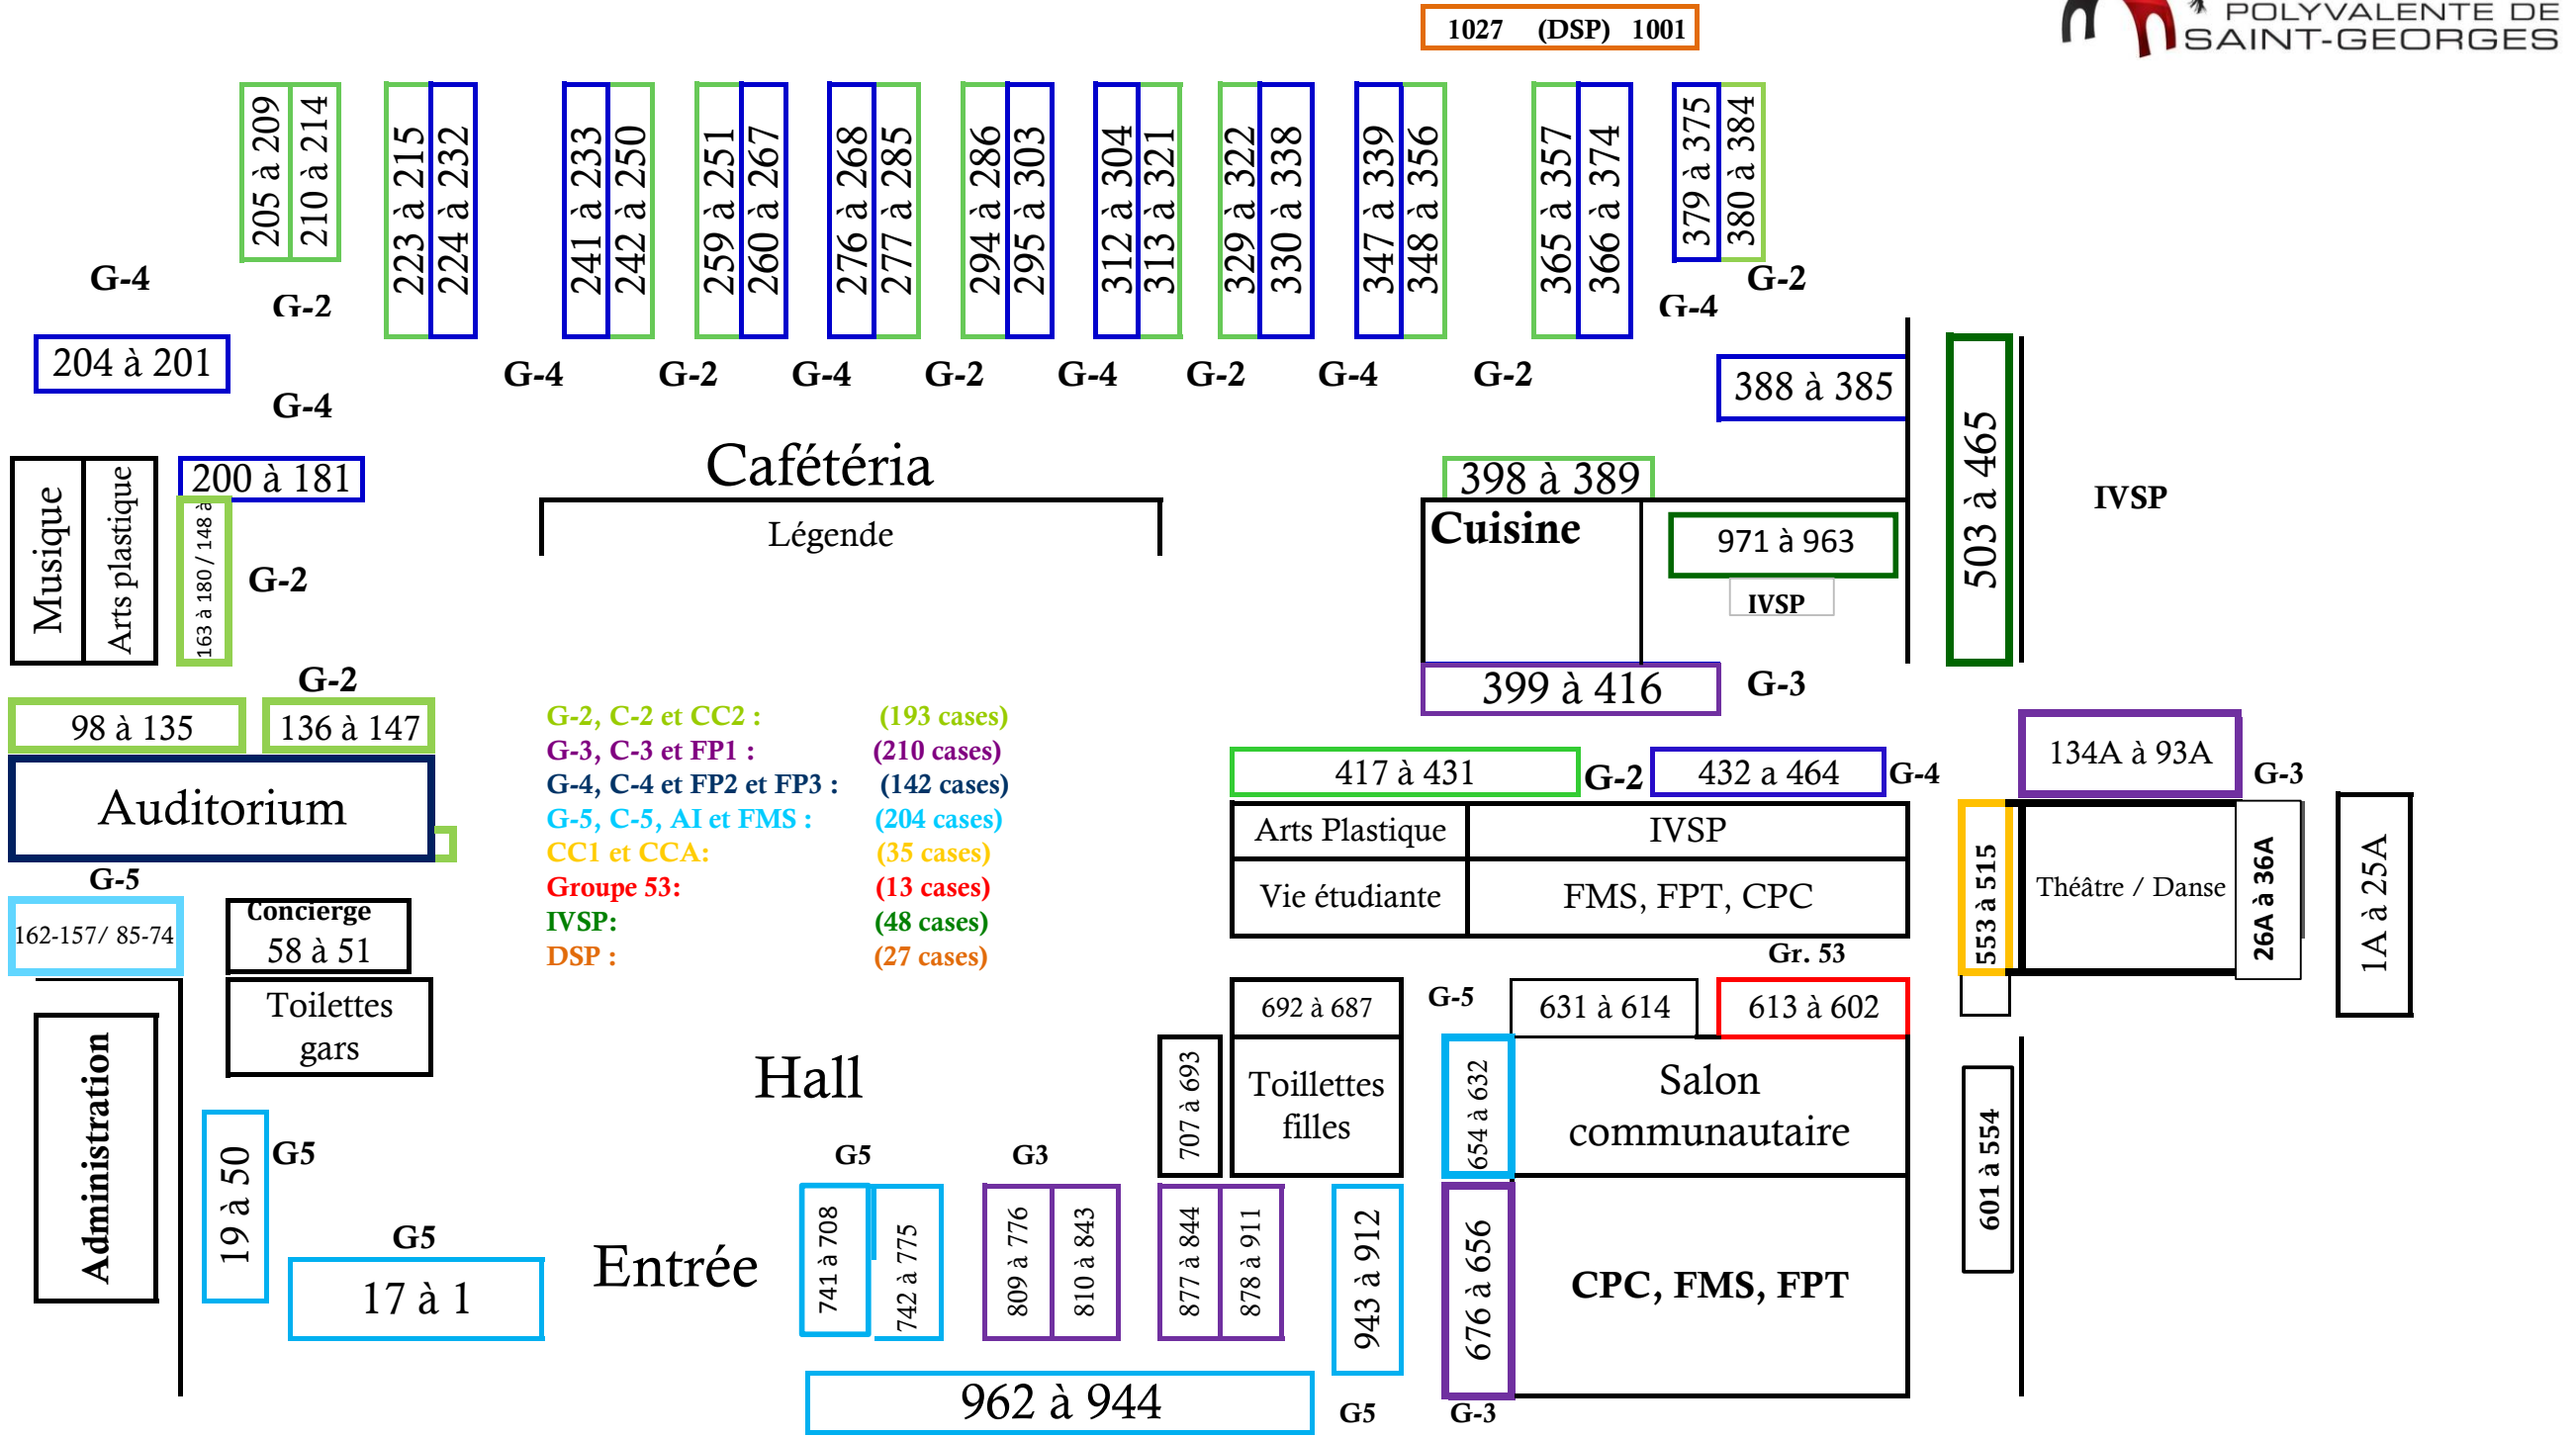 1027 (DSP) 1001
POLYVALENTE DE
SAINT-GEORGES
205 à 209
210 à 214
223 à 215
224 à 232
241 à 233
242 à 250
259 à 251
260 à 267
276 à 268
277 à 285
294 à 286
295 à 303
312 à 304
313 à 321
329 à 322
330 à 338
347 à 339
348 à 356
365 à 357
366 à 374
379 à 375
380 à 384
G-4
G-2
G-2
G-4
204 à 201
G-4
G-4
G-2
G-4
G-2
G-4
G-2
G-4
G-2
388 à 385
503 à 465
IVSP
Cafétéria
Légende
Musique
Arts plastique
200 à 181
163 à 180 / 148 à
G-2
398 à 389
Cuisine
971 à 963
IVSP
399 à 416
G-3
G-2
98 à 135
136 à 147
Auditorium
G-2, C-2 et CC2 : (193 cases)
G-3, C-3 et FP1 : (210 cases)
G-4, C-4 et FP2 et FP3 : (142 cases)
G-5, C-5, AI et FMS : (204 cases)
CC1 et CCA: (35 cases)
Groupe 53: (13 cases)
IVSP: (48 cases)
DSP : (27 cases)
417 à 431
G-2
432 a 464
G-4
134A à 93A
G-3
Arts Plastique
IVSP
Vie étudiante
FMS, FPT, CPC
553 à 515
Théâtre / Danse
26A à 36A
1A à 25A
G-5
162-157/ 85-74
Concierge
58 à 51
Toilettes
gars
Administration
19 à 50
G5
G5
17 à 1
Hall
Entrée
Gr. 53
692 à 687
G-5
631 à 614
613 à 602
707 à 693
Toillettes
filles
654 à 632
Salon
communautaire
601 à 554
G5
G3
741 à 708
742 à 775
809 à 776
810 à 843
877 à 844
878 à 911
943 à 912
676 à 656
CPC, FMS, FPT
962 à 944
G5
G-3